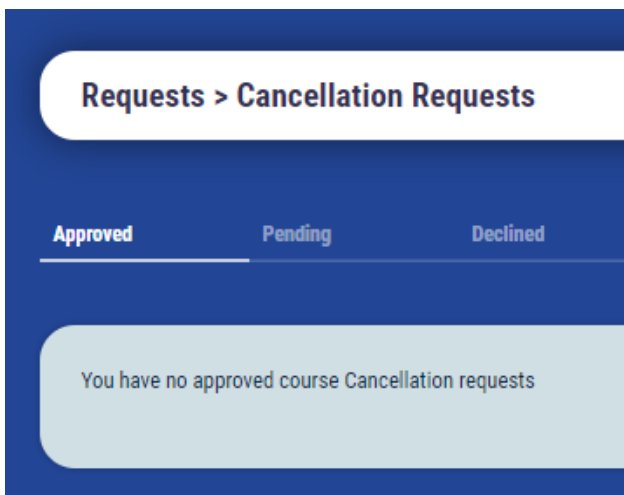 Requests > Cancellation Requests
Approved Pending Declined
You have no approved course Cancellation requests